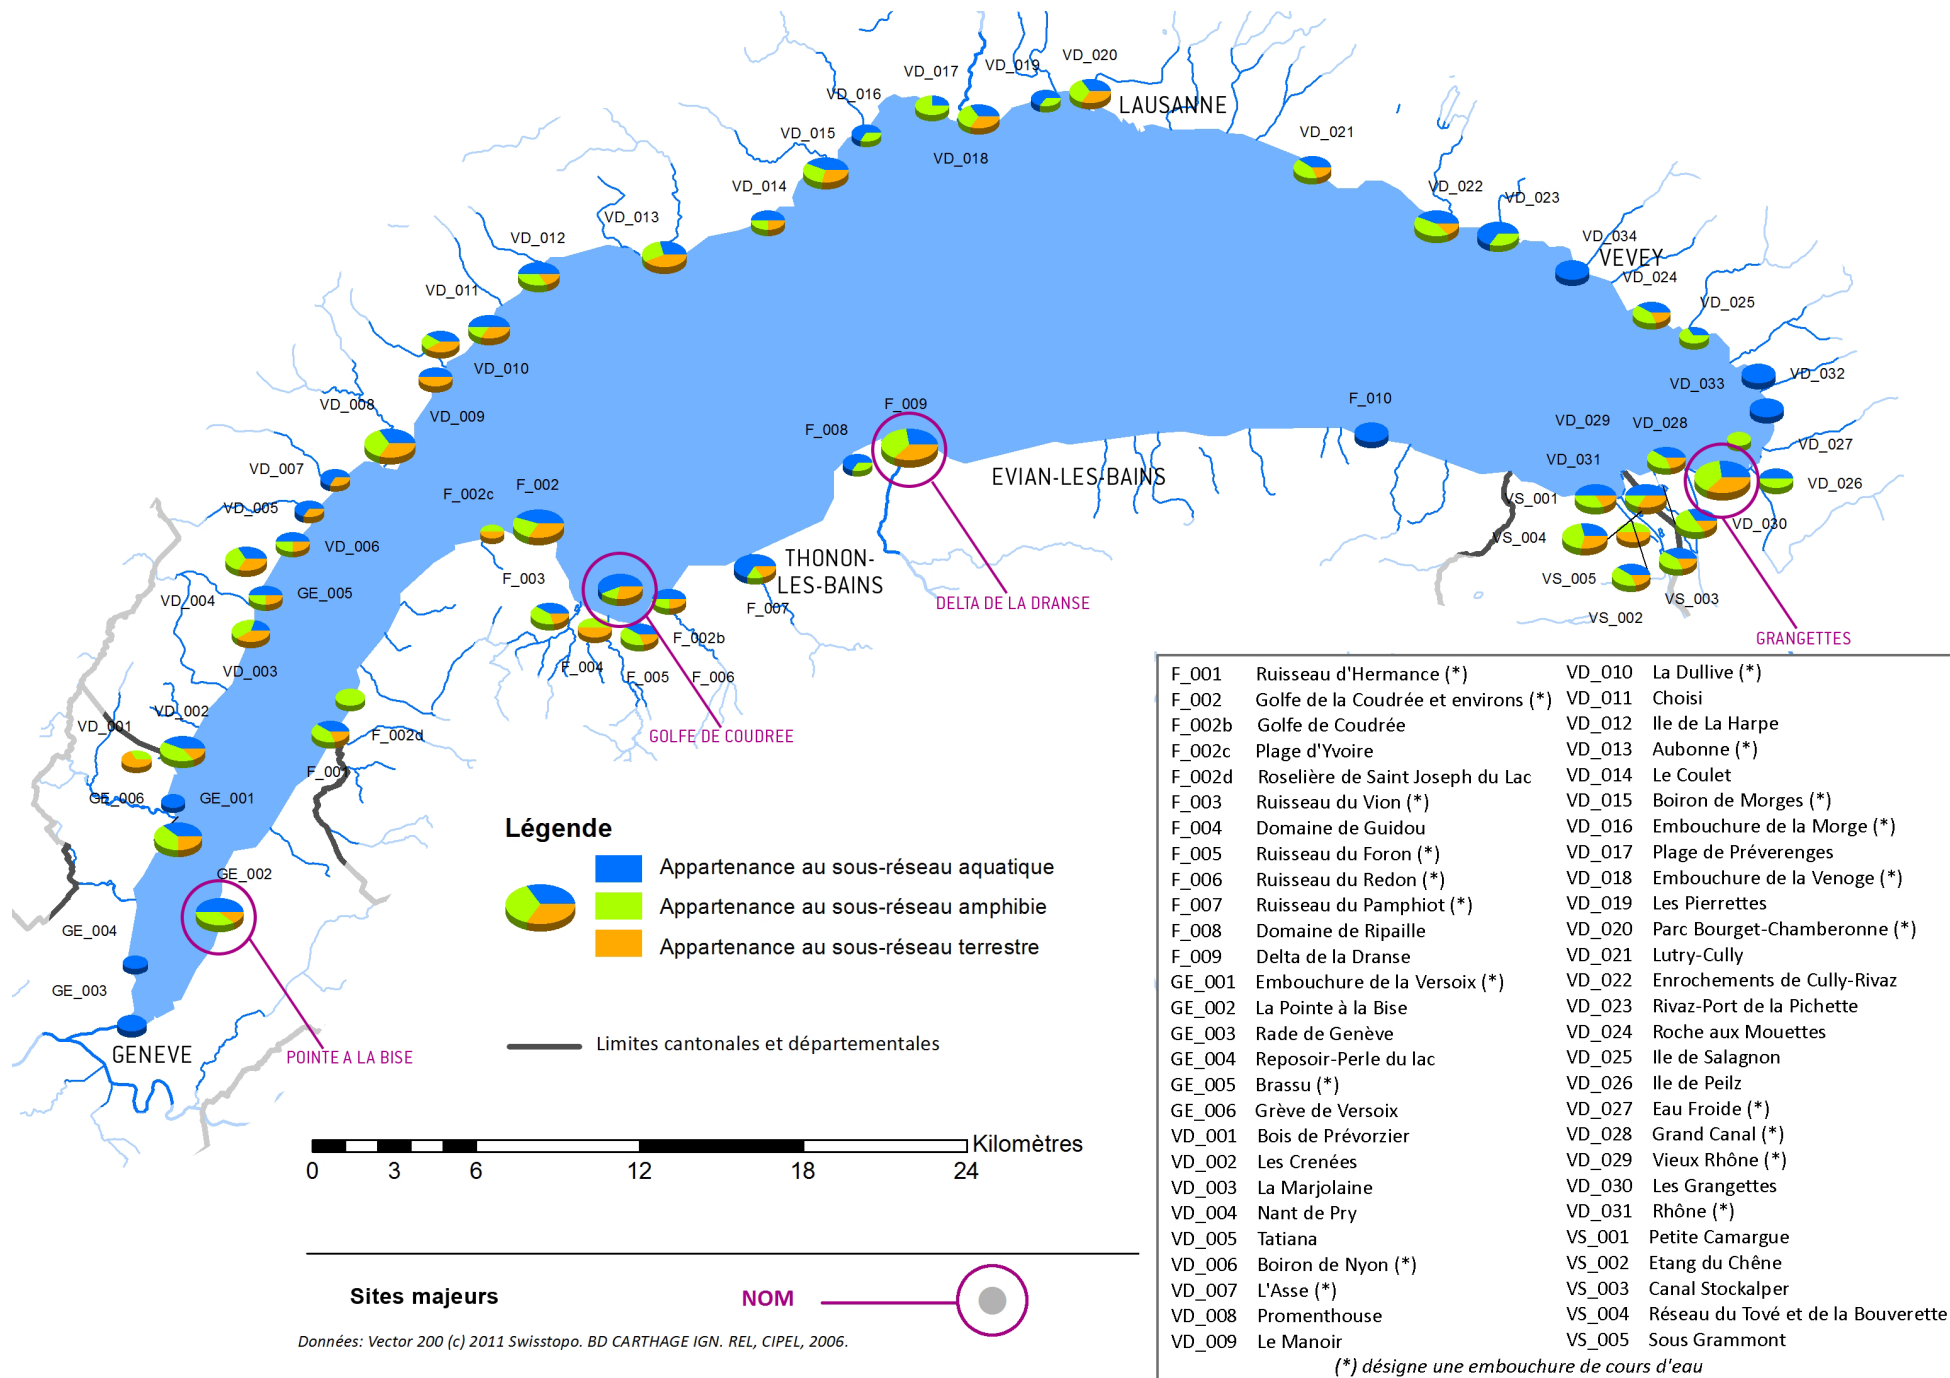 VD_020
VD_019
VD_017
VD_016
LAUSANNE
VD_015
VD_018
VD_021
VD_014
VD_022
VD_023
VD_013
VD_012
VD_034
VEVEY
VD_024
VD_011
VD_025
VD_010
VD_033
VD_032
VD_008
VD_009
F_009
F_010
F_008
VD_029
VD_028
VD_027
VD_007
VD_031
EVIAN-LES-BAINS
VD_026
F_002c
F_002
VS_001
VD_005
VD_030
VS_004
VD_006
THONON-
LES-BAINS
F_003
VS_005
GE_005
VD_004
DELTA DE LA DRANSE
VS_003
F_007
VS_002
F_002b
GRANGETTES
VD_003
F_004
F_005
F_006
VD_002
VD_001
F_002d
GOLFE DE COUDREE
F_001
GE_006
GE_001
GE_002
GE_004
GE_003
GENEVE
POINTE A LA BISE
Légende
Appartenance au sous-réseau aquatique
Appartenance au sous-réseau amphibie
Appartenance au sous-réseau terrestre
Limites cantonales et départementales
Kilomètres
0 3 6 12 18 24
Sites majeurs
NOM
Données: Vector 200 (c) 2011 Swisstopo. BD CARTHAGE IGN. REL, CIPEL, 2006.
F_001 Ruisseau d'Hermance (*)
F_002 Golfe de la Coudrée et environs (*)
F_002b Golfe de Coudrée
F_002c Plage d'Yvoire
F_002d Roselière de Saint Joseph du Lac
F_003 Ruisseau du Vion (*)
F_004 Domaine de Guidou
F_005 Ruisseau du Foron (*)
F_006 Ruisseau du Redon (*)
F_007 Ruisseau du Pamphiot (*)
F_008 Domaine de Ripaille
F_009 Delta de la Dranse
GE_001 Embouchure de la Versoix (*)
GE_002 La Pointe à la Bise
GE_003 Rade de Genève
GE_004 Reposoir-Perle du lac
GE_005 Brassu (*)
GE_006 Grève de Versoix
VD_001 Bois de Prévorzier
VD_002 Les Crenées
VD_003 La Marjolaine
VD_004 Nant de Pry
VD_005 Tatiana
VD_006 Boiron de Nyon (*)
VD_007 L'Asse (*)
VD_008 Promenthouse
VD_009 Le Manoir
VD_010 La Dullive (*)
VD_011 Choisi
VD_012 Ile de La Harpe
VD_013 Aubonne (*)
VD_014 Le Coulet
VD_015 Boiron de Morges (*)
VD_016 Embouchure de la Morge (*)
VD_017 Plage de Préverenges
VD_018 Embouchure de la Venoge (*)
VD_019 Les Pierrettes
VD_020 Parc Bourget-Chamberonne (*)
VD_021 Lutry-Cully
VD_022 Enrochements de Cully-Rivaz
VD_023 Rivaz-Port de la Pichette
VD_024 Roche aux Mouettes
VD_025 Ile de Salagnon
VD_026 Ile de Peilz
VD_027 Eau Froide (*)
VD_028 Grand Canal (*)
VD_029 Vieux Rhône (*)
VD_030 Les Grangettes
VD_031 Rhône (*)
VS_001 Petite Camargue
VS_002 Etang du Chêne
VS_003 Canal Stockalper
VS_004 Réseau du Tové et de la Bouverette
VS_005 Sous Grammont
(*) désigne une embouchure de cours d'eau